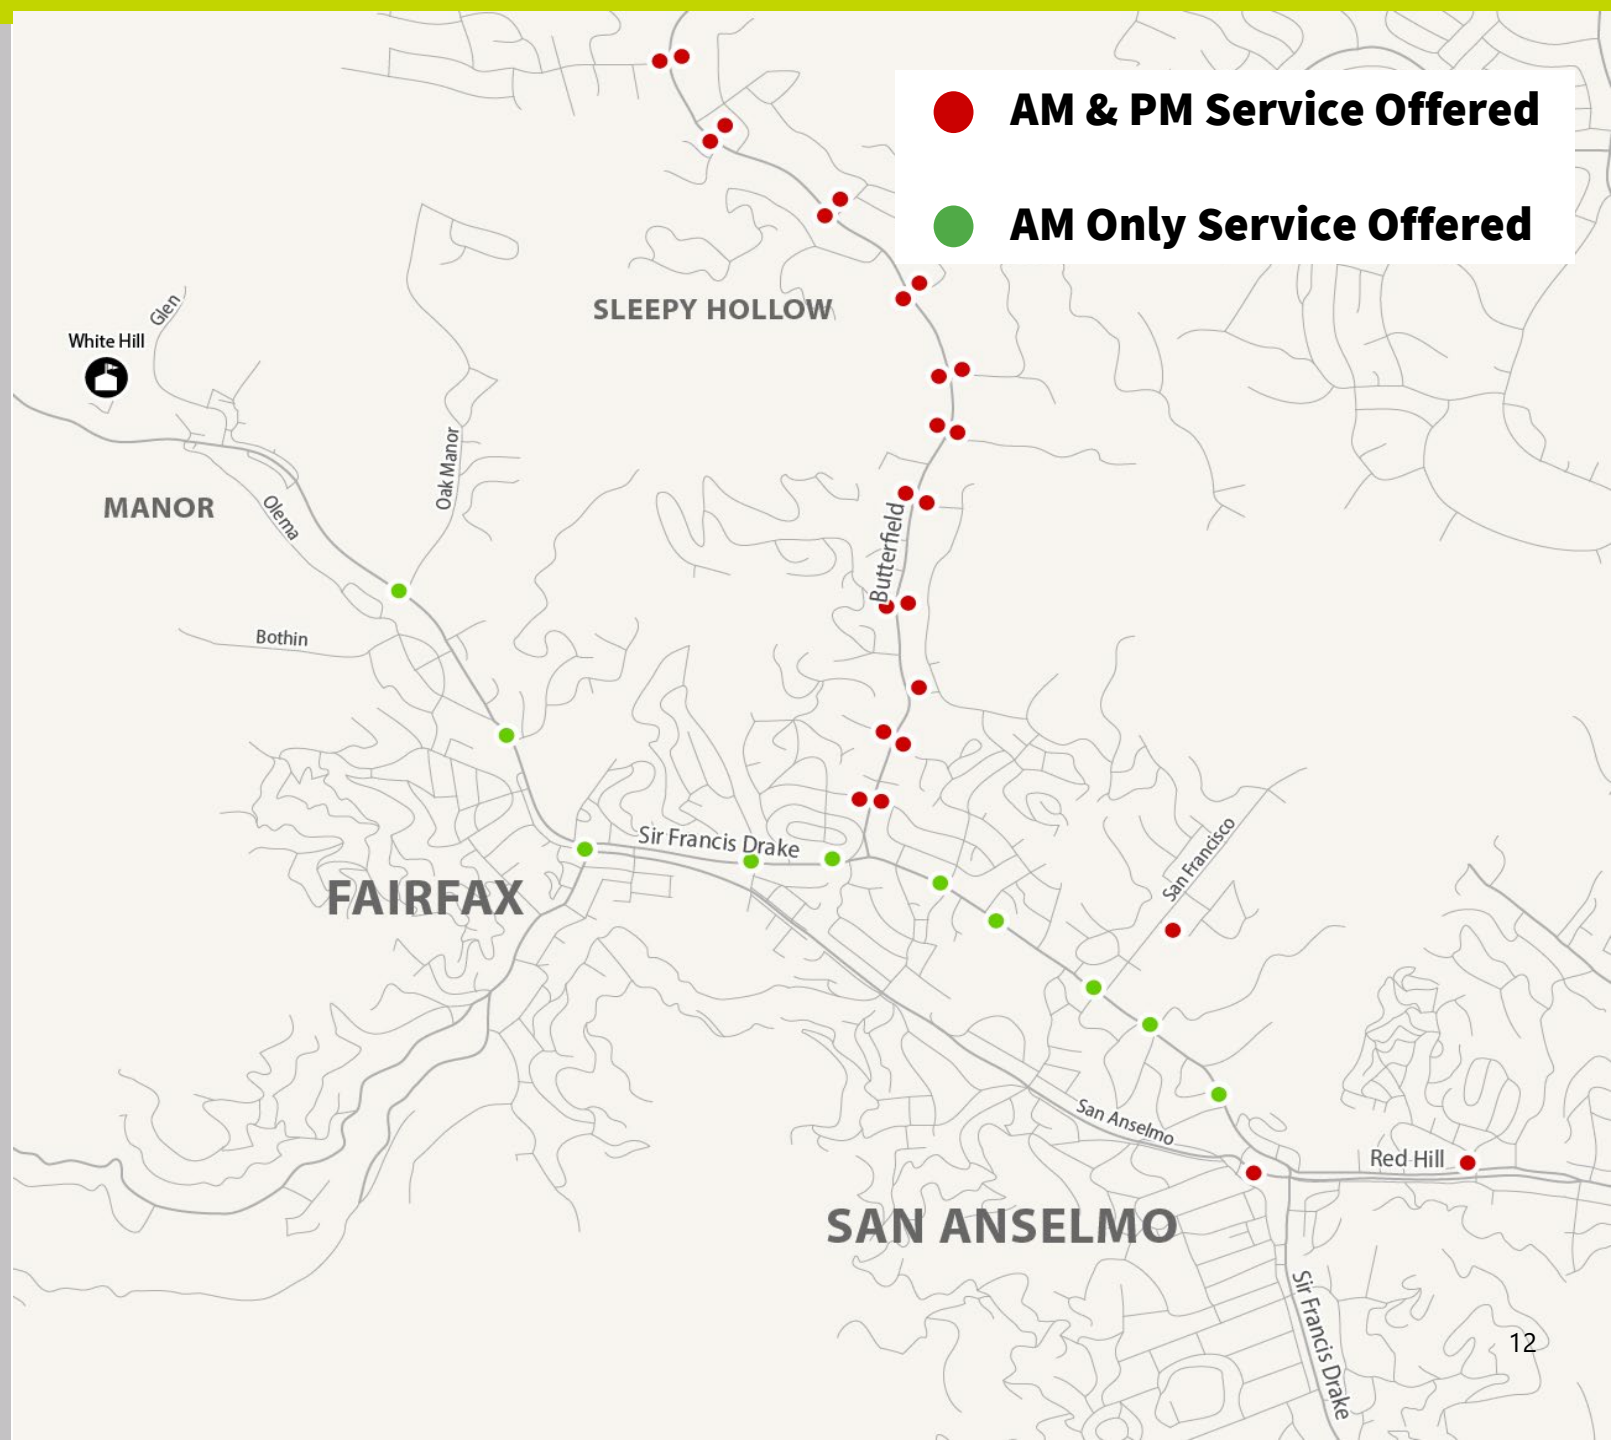 AM & PM Service Offered
AM Only Service Offered
SLEEPY HOLLOW
Glen
White Hill
Oak Manor
MANOR
Olema
Butterfield
Bothin
Sir Francis Drake
San Francisco
FAIRFAX
San Anselmo
Red Hill
SAN ANSELMO
Sir Francis Drake
12